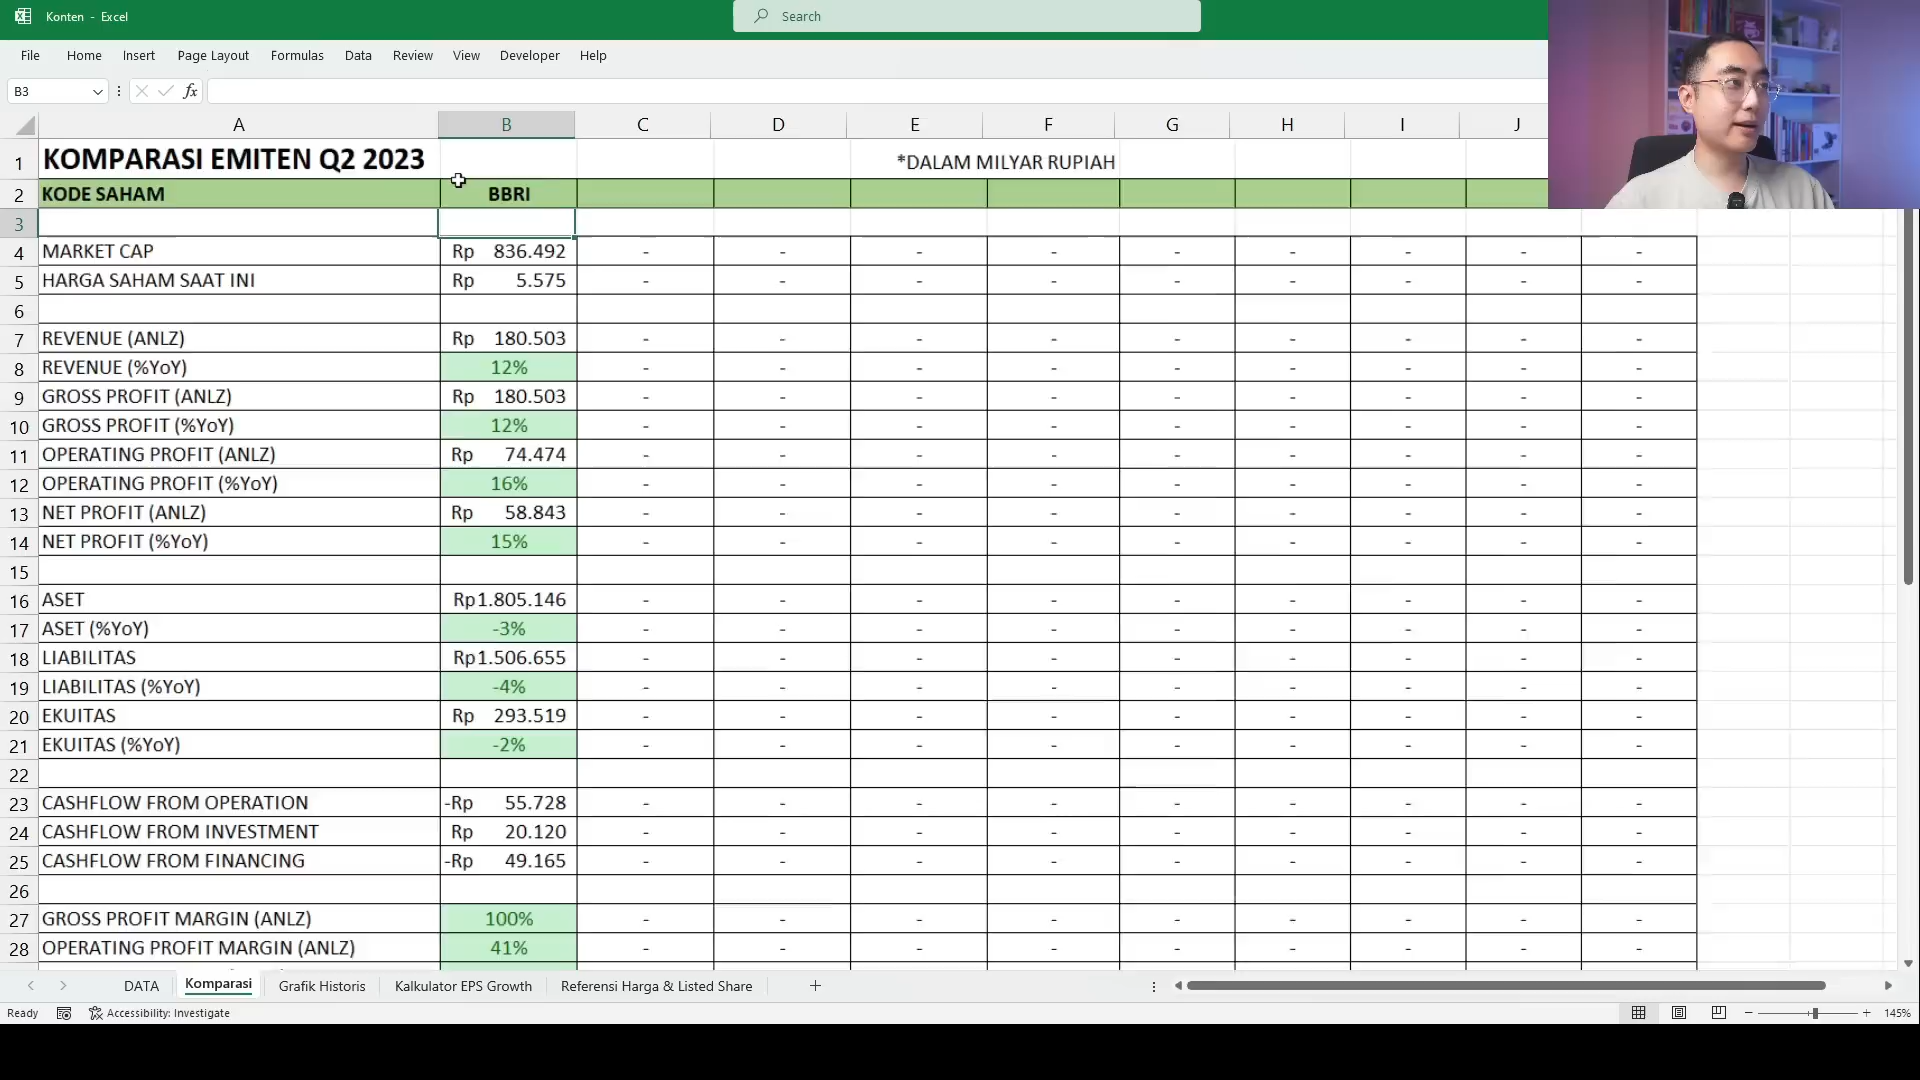 Konten - Excel
Search
File Home Insert Page Layout Formulas Data Review View Developer Help
B3 fx
A B C D E F G H I J
1 KOMPARASI EMITEN Q2 2023 *DALAM MILYAR RUPIAH
2 KODE SAHAM BBRI
3
4 MARKET CAP Rp 836.492 - - - - - - - - -
5 HARGA SAHAM SAAT INI Rp 5.575 - - - - - - - - -
6
7 REVENUE (ANLZ) Rp 180.503 - - - - - - - - -
8 REVENUE (%YoY) 12% - - - - - - - - -
9 GROSS PROFIT (ANLZ) Rp 180.503 - - - - - - - - -
10 GROSS PROFIT (%YoY) 12% - - - - - - - - -
11 OPERATING PROFIT (ANLZ) Rp 74.474 - - - - - - - - -
12 OPERATING PROFIT (%YoY) 16% - - - - - - - - -
13 NET PROFIT (ANLZ) Rp 58.843 - - - - - - - - -
14 NET PROFIT (%YoY) 15% - - - - - - - - -
15
16 ASET Rp1.805.146 - - - - - - - - -
17 ASET (%YoY) -3% - - - - - - - - -
18 LIABILITAS Rp1.506.655 - - - - - - - - -
19 LIABILITAS (%YoY) -4% - - - - - - - - -
20 EKUITAS Rp 293.519 - - - - - - - - -
21 EKUITAS (%YoY) -2% - - - - - - - - -
22
23 CASHFLOW FROM OPERATION -Rp 55.728 - - - - - - - - -
24 CASHFLOW FROM INVESTMENT Rp 20.120 - - - - - - - - -
25 CASHFLOW FROM FINANCING -Rp 49.165 - - - - - - - - -
26
27 GROSS PROFIT MARGIN (ANLZ) 100% - - - - - - - - -
28 OPERATING PROFIT MARGIN (ANLZ) 41% - - - - - - - - -
DATA Komparasi Grafik Historis Kalkulator EPS Growth Referensi Harga & Listed Share
Ready Accessibility: Investigate 145%